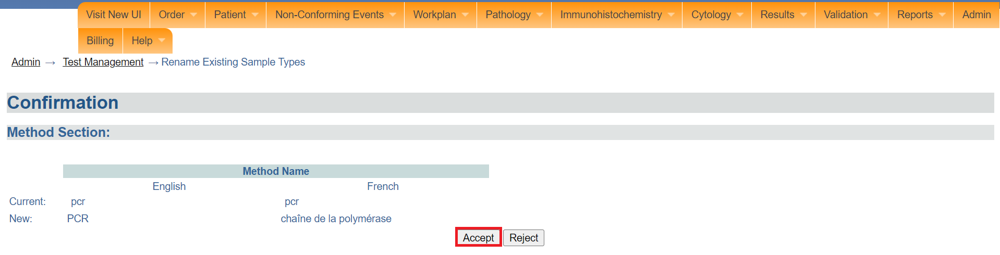 Visit New UI Order Patient Non-Conforming Events Workplan Pathology Immunohistochemistry Cytology Results Validation Reports Admin
Billing Help
Admin → Test Management → Rename Existing Sample Types
Confirmation
Method Section:
Method Name
English French
Current: pcr pcr
New: PCR chaîne de la polymérase
Accept Reject